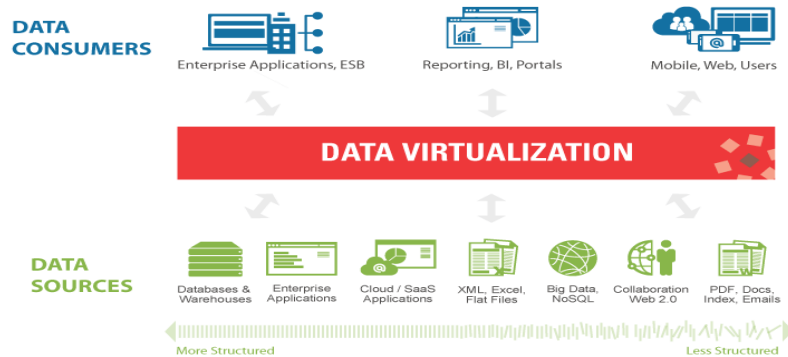 DATA
CONSUMERS
Enterprise Applications, ESB
Reporting, BI, Portals
Mobile, Web, Users
DATA VIRTUALIZATION
DATA
SOURCES
Databases &
Warehouses
Enterprise
Applications
Cloud / SaaS
Applications
XML, Excel,
Flat Files
Big Data,
NoSQL
Collaboration
Web 2.0
PDF, Docs,
Index, Emails
More Structured
Less Structured